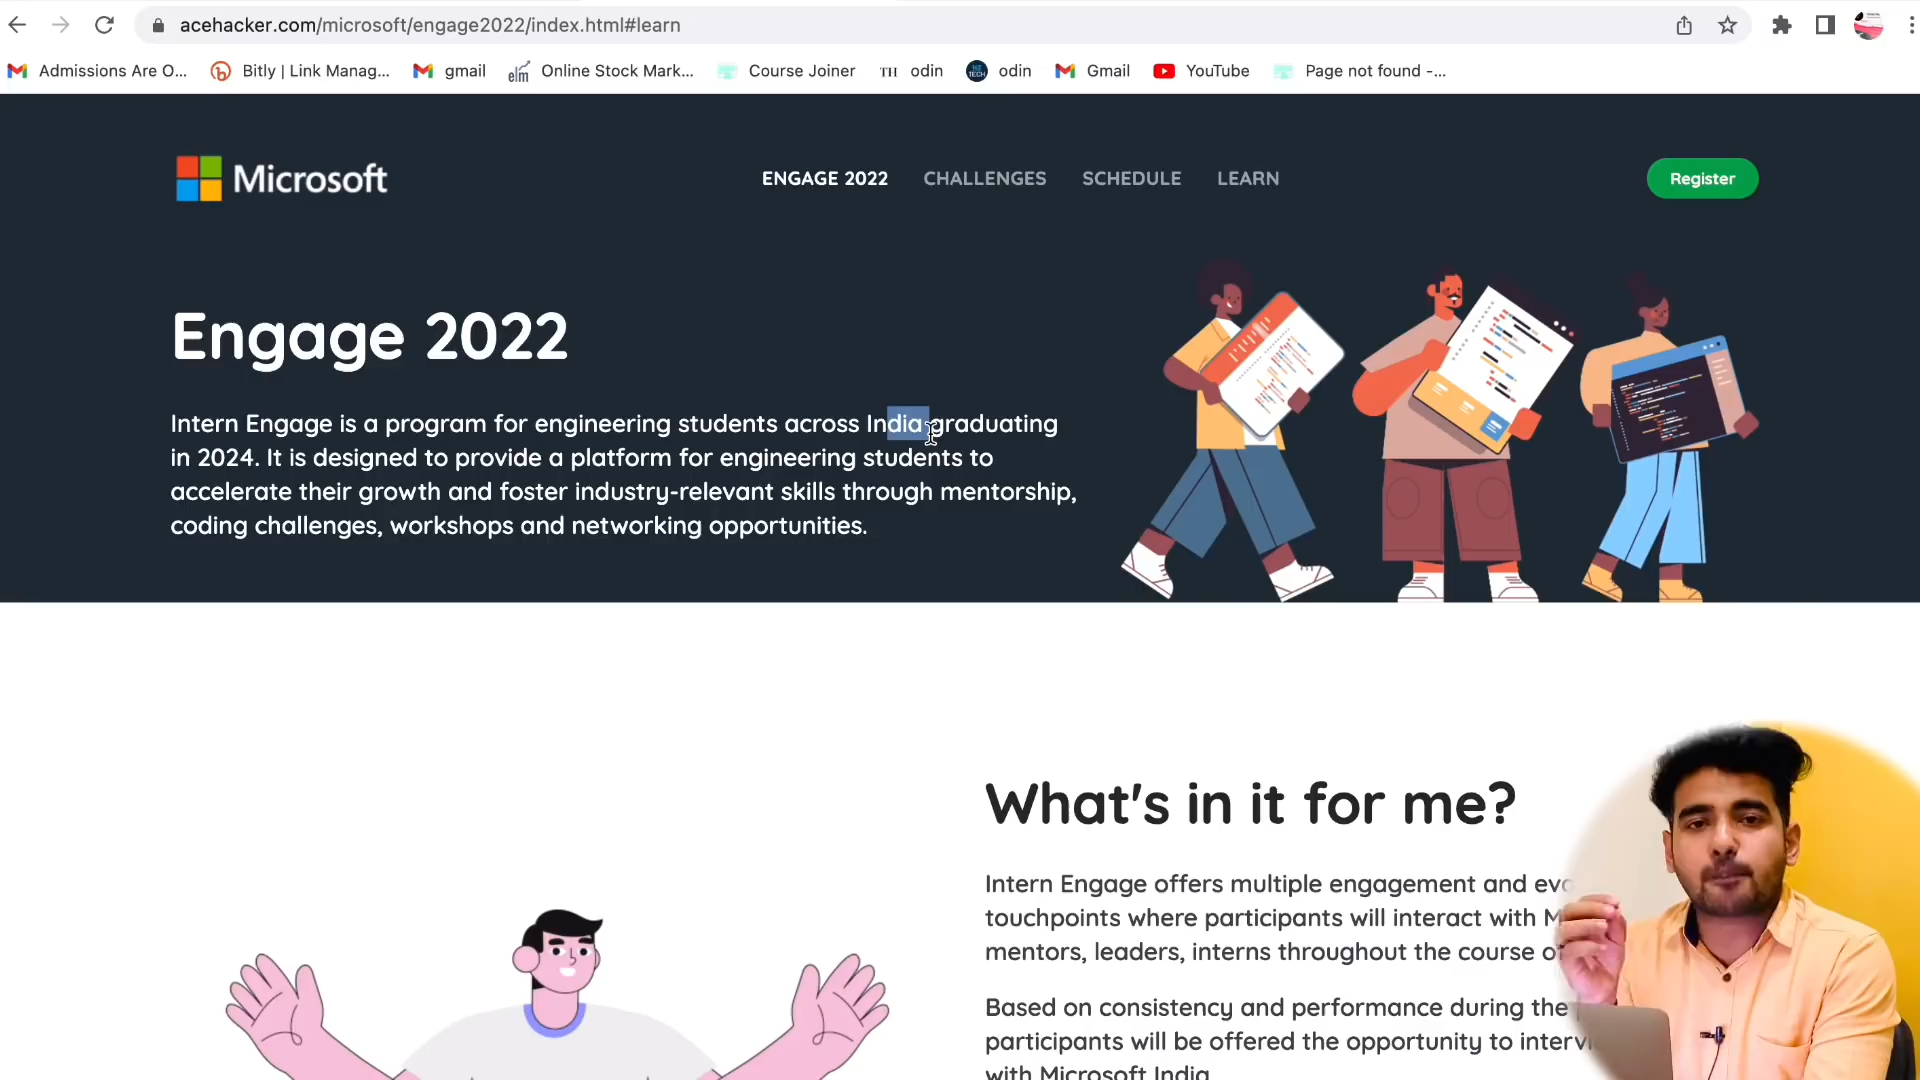 acehacker.com/microsoft/engage2022/index.html#learn
Admissions Are O... Bitly | Link Manag... gmail Online Stock Mark... Course Joiner odin odin Gmail YouTube Page not found -...
Microsoft ENGAGE 2022 CHALLENGES SCHEDULE LEARN Register
Engage 2022
Intern Engage is a program for engineering students across India graduating
in 2024. It is designed to provide a platform for engineering students to
accelerate their growth and foster industry-relevant skills through mentorship,
coding challenges, workshops and networking opportunities.
What's in it for me?
Intern Engage offers multiple engagement and
touchpoints where participants will interact with
mentors, leaders, interns throughout the course
Based on consistency and performance during the
participants will be offered the opportunity to
with Microsoft India